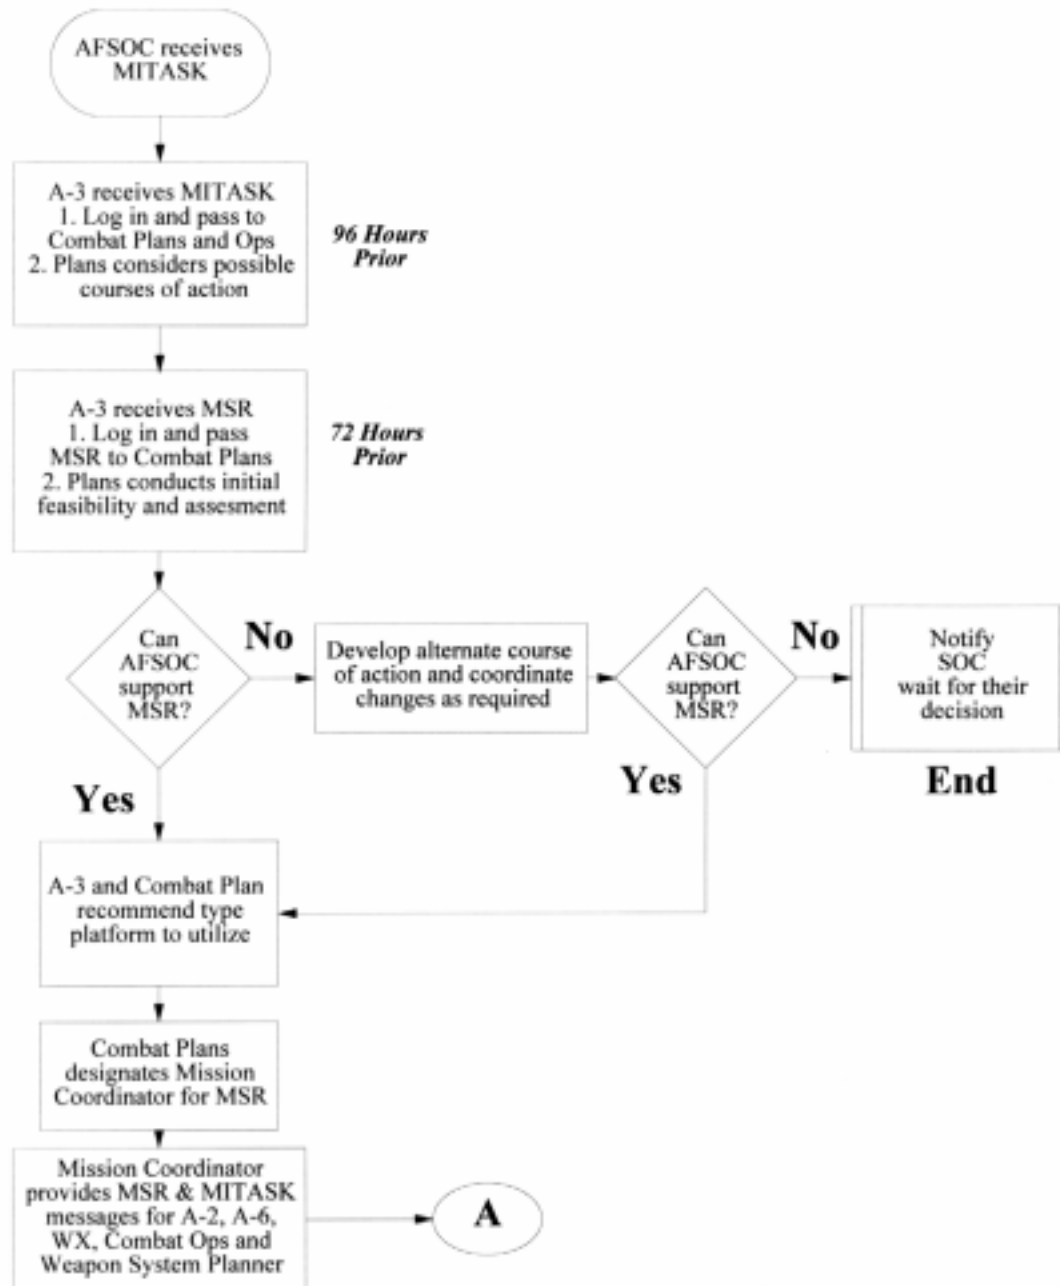 AFSOC receives
MITASK
A-3 receives MITASK
1. Log in and pass to
Combat Plans and Ops
2. Plans considers possible
courses of action
96 Hours
Prior
A-3 receives MSR
1. Log in and pass
MSR to Combat Plans
2. Plans conducts initial
feasibility and assesment
72 Hours
Prior
Can
AFSOC
support
MSR?
No
Develop alternate course
of action and coordinate
changes as required
Can
AFSOC
support
MSR?
No
Notify
SOC
wait for their
decision
Yes
Yes
End
A-3 and Combat Plan
recommend type
platform to utilize
Combat Plans
designates Mission
Coordinator for MSR
Mission Coordinator
provides MSR & MITASK
messages for A-2, A-6,
WX, Combat Ops and
Weapon System Planner
A